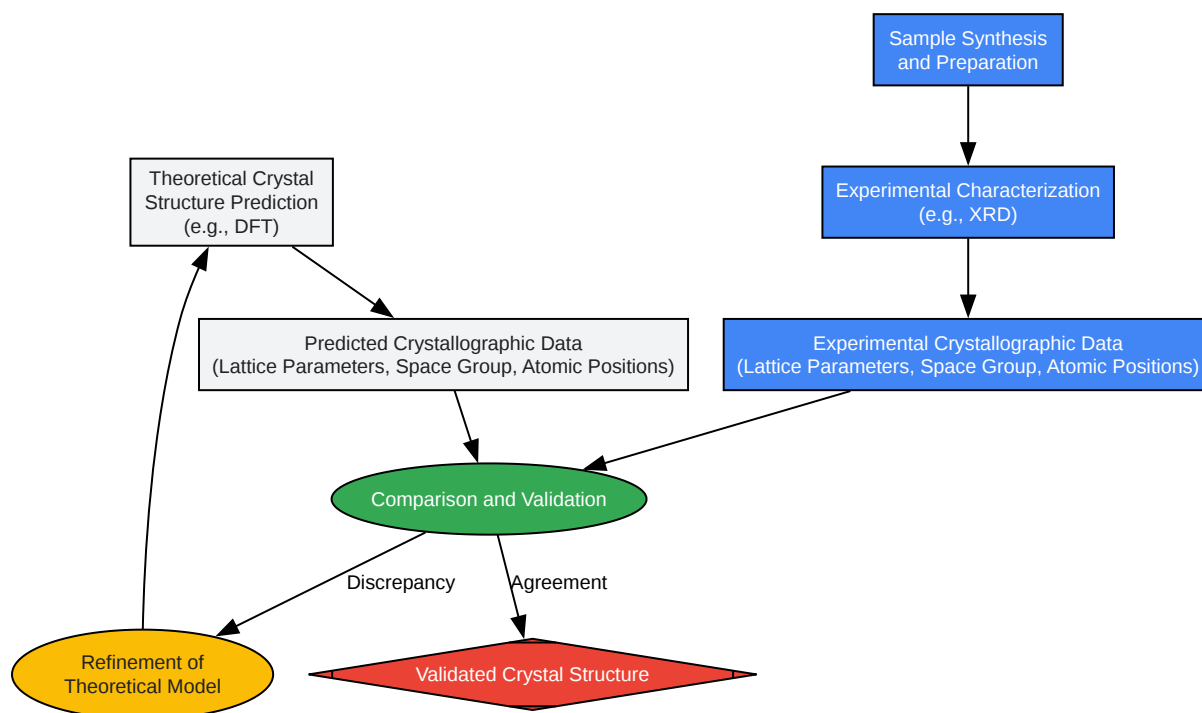 Sample Synthesis
and Preparation
Theoretical Crystal
Structure Prediction
(e.g., DFT)
Experimental Characterization
(e.g., XRD)
Predicted Crystallographic Data
(Lattice Parameters, Space Group, Atomic Positions)
Experimental Crystallographic Data
(Lattice Parameters, Space Group, Atomic Positions)
Comparison and Validation
Discrepancy
Agreement
Refinement of
Theoretical Model
Validated Crystal Structure